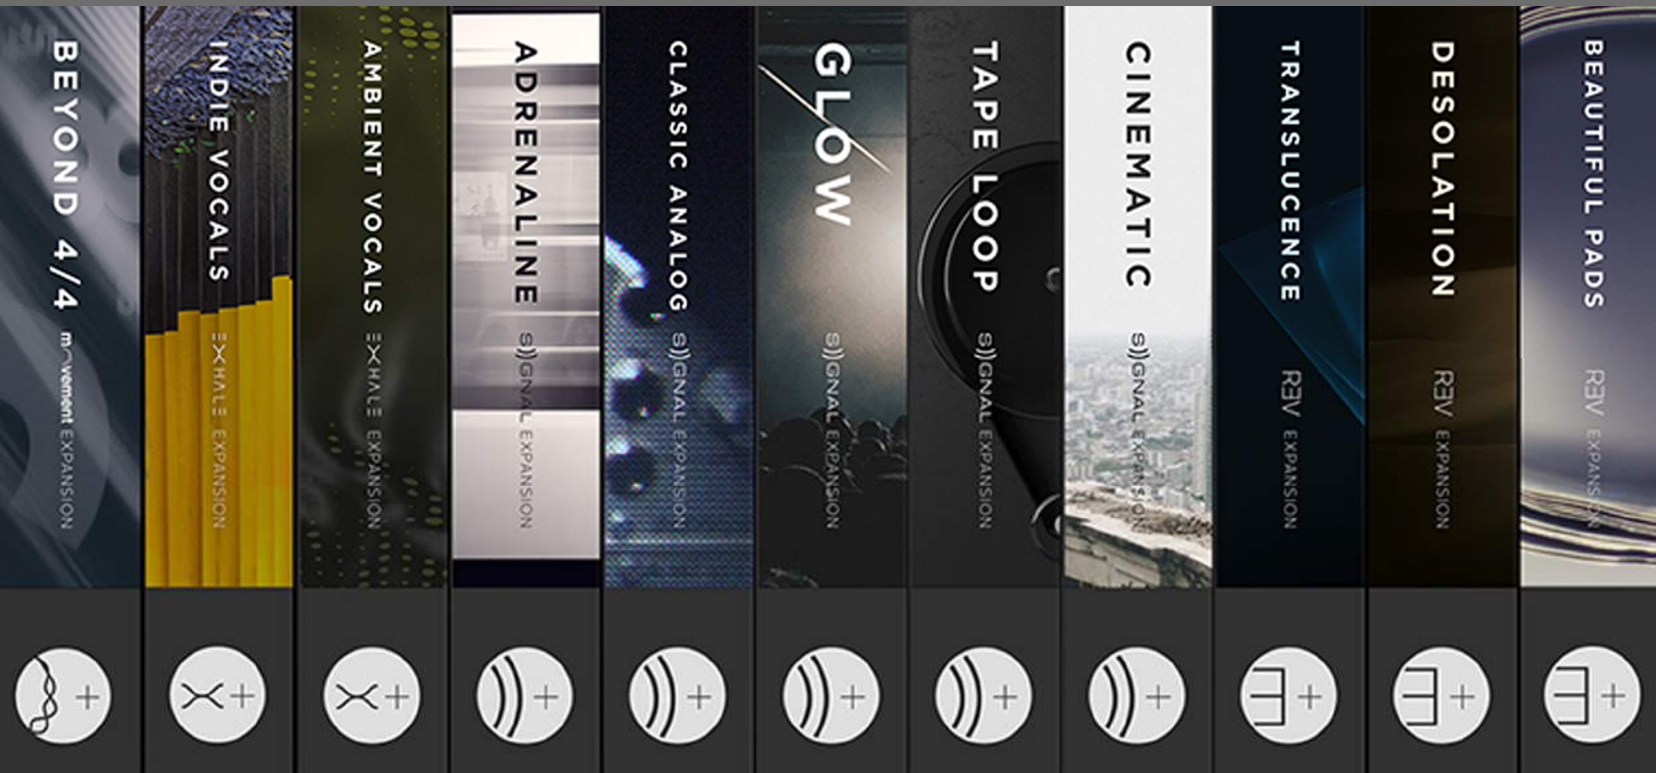 BEYOND 4/4 movement EXPANSION
INDIE VOCALS EXHALE EXPANSION
AMBIENT VOCALS EXHALE EXPANSION
ADRENALINE SIGNAL EXPANSION
CLASSIC ANALOG SIGNAL EXPANSION
GLOW SIGNAL EXPANSION
TAPE LOOP SIGNAL EXPANSION
CINEMATIC SIGNAL EXPANSION
TRANSLUCENCE REV EXPANSION
DESOLATION REV EXPANSION
BEAUTIFUL PADS REV EXPANSION